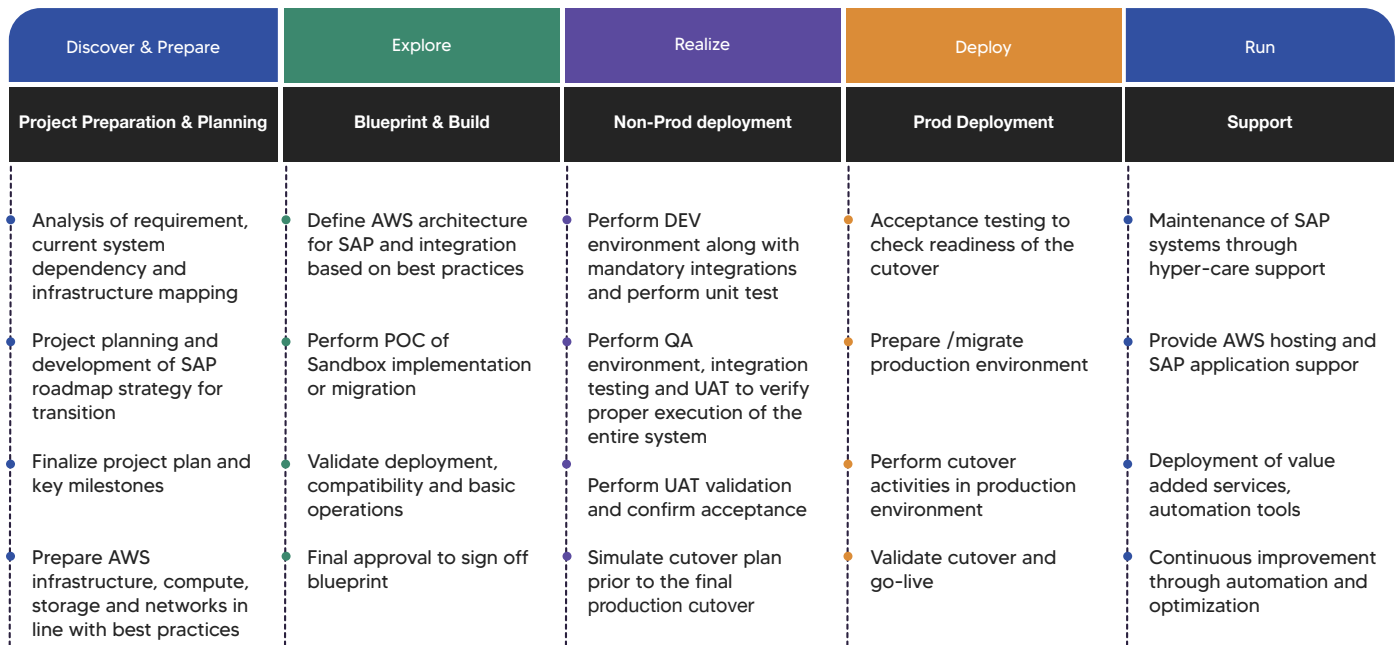 Discover & Prepare
Explore
Realize
Deploy
Run
Project Preparation & Planning
Blueprint & Build
Non-Prod deployment
Prod Deployment
Support
Analysis of requirement,
current system
dependency and
infrastructure mapping
Project planning and
development of SAP
roadmap strategy for
transition
Finalize project plan and
key milestones
Prepare AWS
infrastructure, compute,
storage and networks in
line with best practices
Define AWS architecture
for SAP and integration
based on best practices
Perform POC of
Sandbox implementation
or migration
Validate deployment,
compatibility and basic
operations
Final approval to sign off
blueprint
Perform DEV
environment along with
mandatory integrations
and perform unit test
Perform QA
environment, integration
testing and UAT to verify
proper execution of the
entire system
Perform UAT validation
and confirm acceptance
Simulate cutover plan
prior to the final
production cutover
Acceptance testing to
check readiness of the
cutover
Prepare /migrate
production environment
Perform cutover
activities in production
environment
Validate cutover and
go-live
Maintenance of SAP
systems through
hyper-care support
Provide AWS hosting and
SAP application suppor
Deployment of value
added services,
automation tools
Continuous improvement
through automation and
optimization